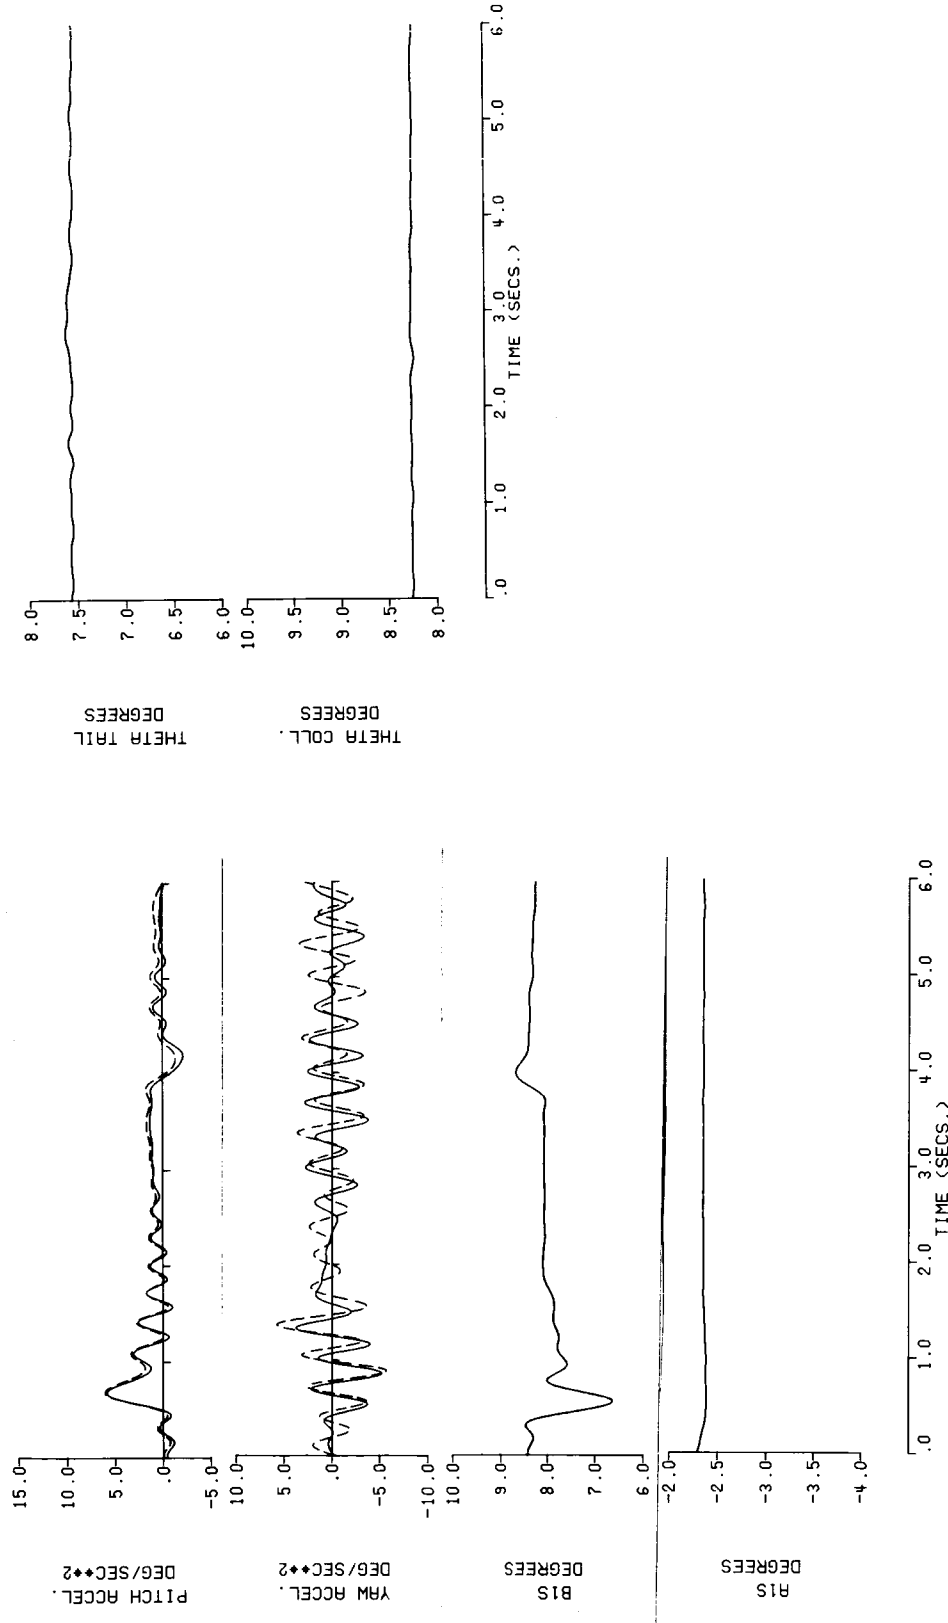 8.0
7.5
7.0
6.5
6.0
THETA TAIL
DEGREES
10.0
9.5
9.0
8.5
8.0
THETA COLL.
DEGREES
.0 1.0 2.0 3.0 4.0 5.0 6.0
TIME (SECS.)
15.0
10.0
5.0
.0
-5.0
PITCH ACCEL.
DEG/SEC**2
10.0
5.0
.0
-5.0
-10.0
YAW ACCEL.
DEG/SEC**2
10.0
9.0
8.0
7.0
6.0
B1S
DEGREES
-2.0
-2.5
-3.0
-3.5
-4.0
A1S
DEGREES
.0 1.0 2.0 3.0 4.0 5.0 6.0
TIME (SECS.)